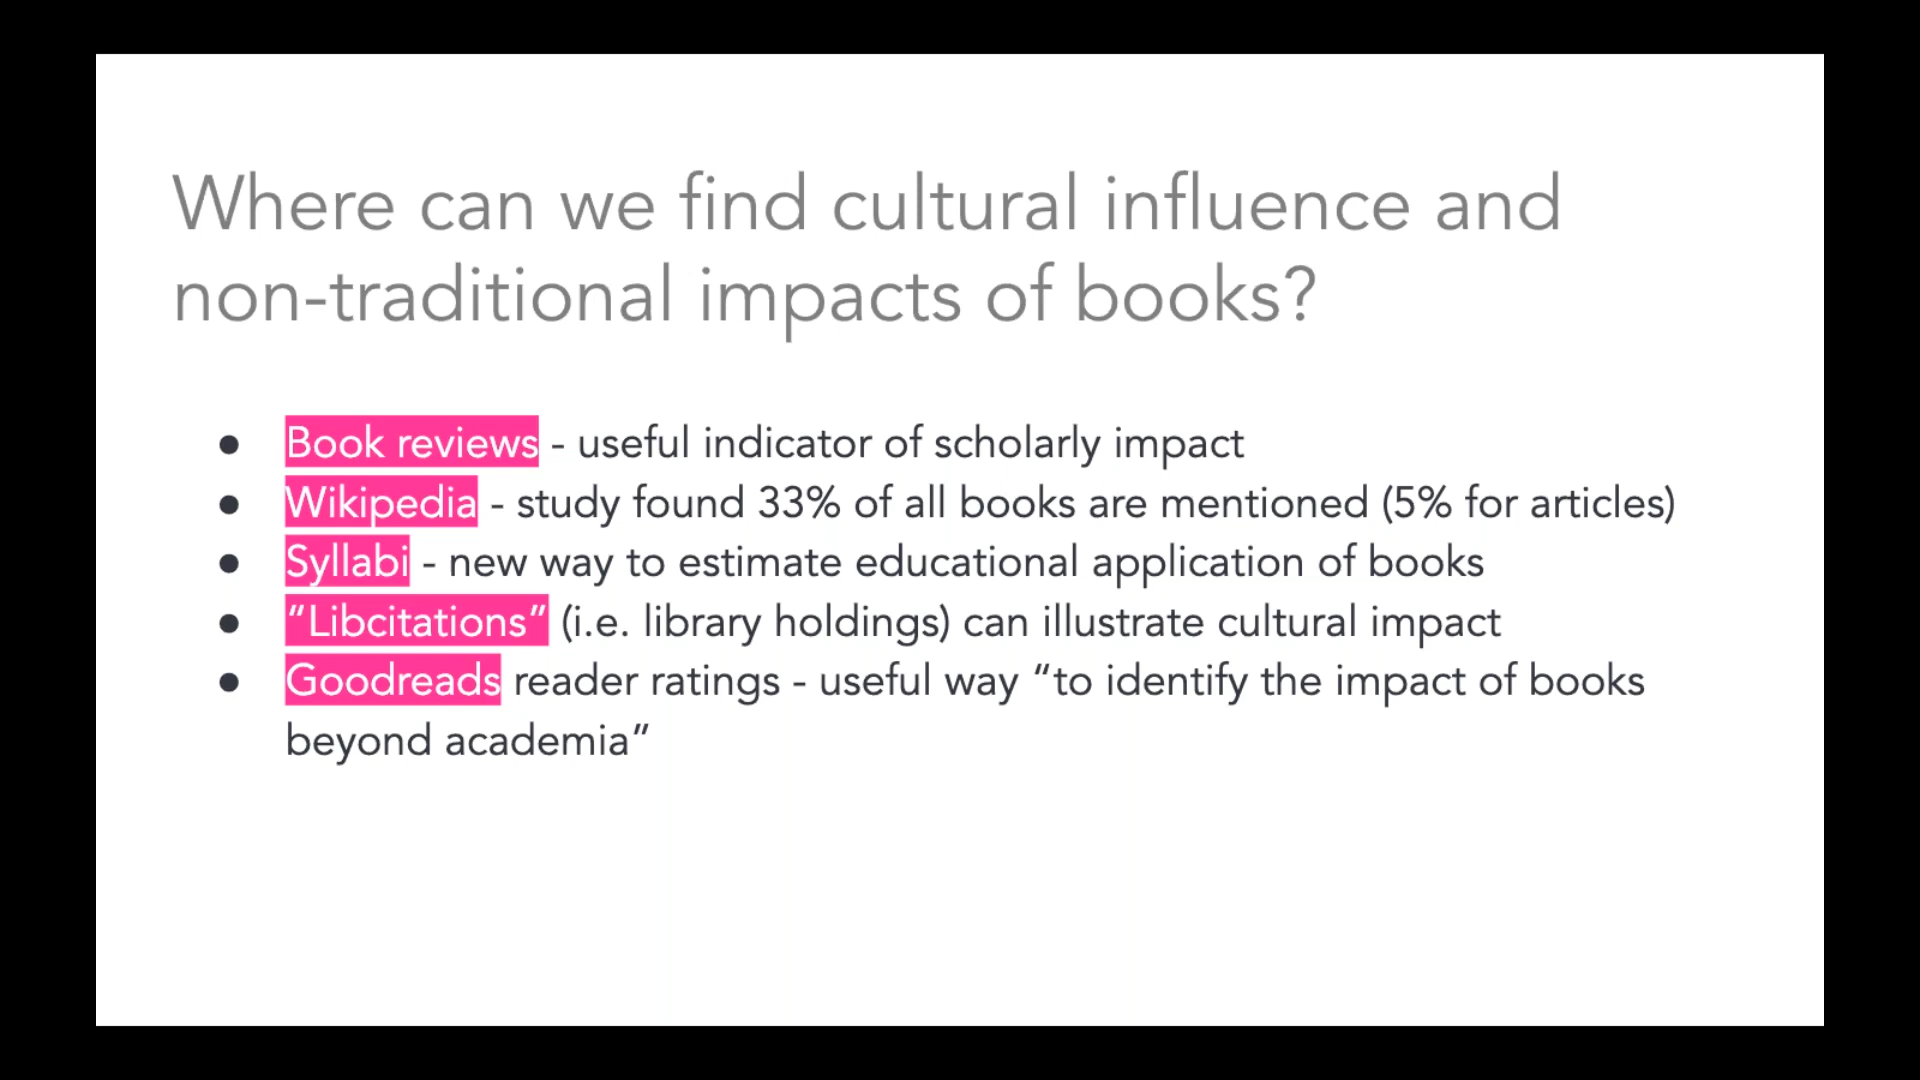 Where can we find cultural influence and
non-traditional impacts of books?
● Book reviews - useful indicator of scholarly impact
● Wikipedia - study found 33% of all books are mentioned (5% for articles)
● Syllabi - new way to estimate educational application of books
● “Libcitations” (i.e. library holdings) can illustrate cultural impact
● Goodreads reader ratings - useful way “to identify the impact of books
beyond academia”